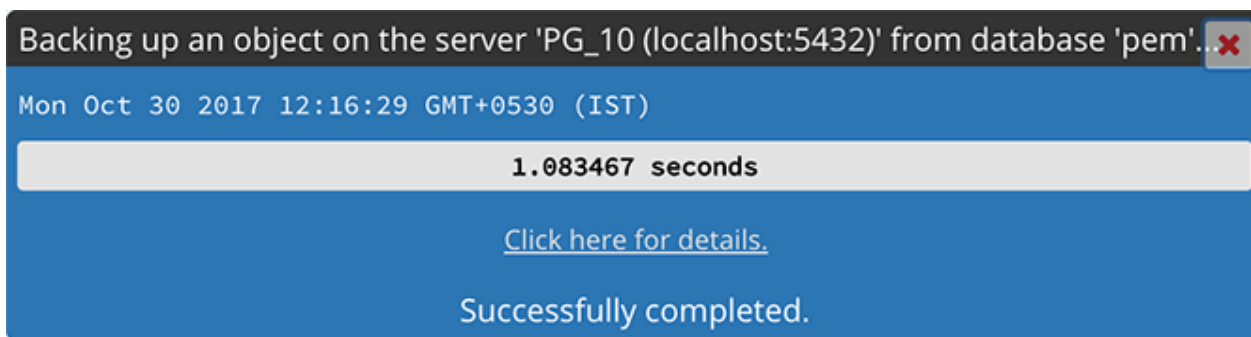 Backing up an object on the server 'PG_10 (localhost:5432)' from database 'pem'...
Mon Oct 30 2017 12:16:29 GMT+0530 (IST)
1.083467 seconds
Click here for details.
Successfully completed.